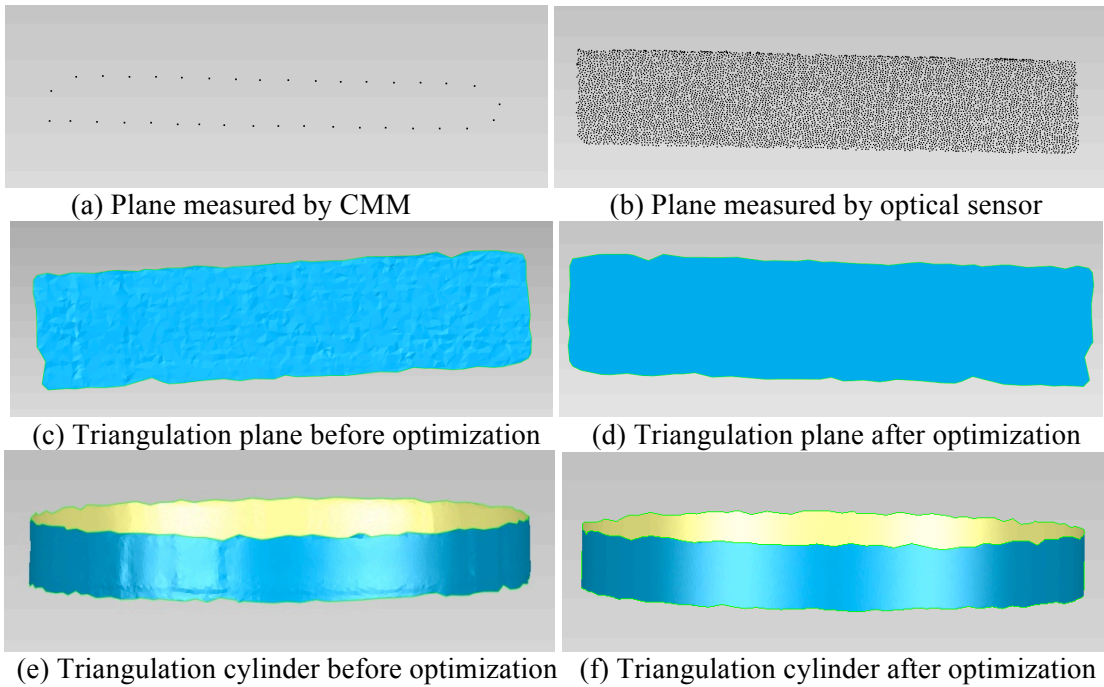 (a) Plane measured by CMM
(b) Plane measured by optical sensor
(c) Triangulation plane before optimization
(d) Triangulation plane after optimization
(e) Triangulation cylinder before optimization
(f) Triangulation cylinder after optimization